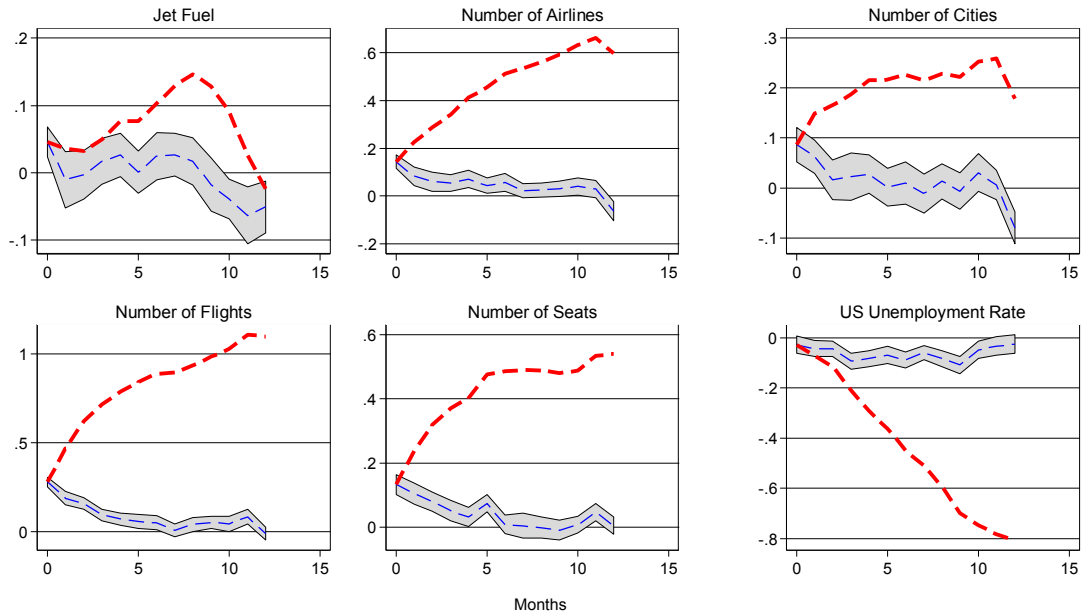 Jet Fuel
.2
.1
0
-.1
0 5 10 15
Number of Airlines
.6
.4
.2
0
-.2
0 5 10 15
Number of Cities
.3
.2
.1
0
-.1
0 5 10 15
Number of Flights
1
.5
0
0 5 10 15
Number of Seats
.6
.4
.2
0
0 5 10 15
US Unemployment Rate
0
-.2
-.4
-.6
-.8
0 5 10 15
Months